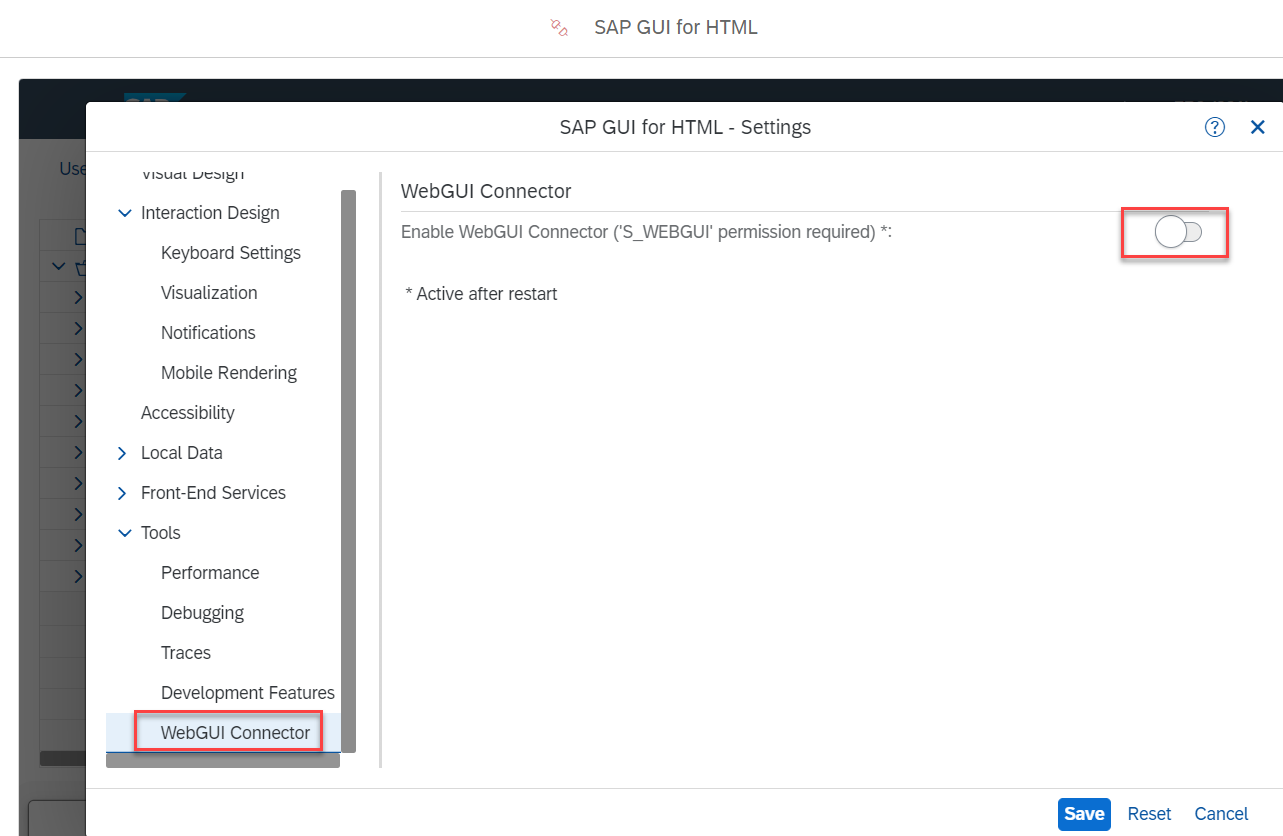 SAP GUI for HTML
SAP GUI for HTML - Settings
Use
Visual Design
Interaction Design
Keyboard Settings
Visualization
Notifications
Mobile Rendering
Accessibility
Local Data
Front-End Services
Tools
Performance
Debugging
Traces
Development Features
WebGUI Connector
WebGUI Connector
Enable WebGUI Connector ('S_WEBGUI' permission required) *:
* Active after restart
Save Reset Cancel